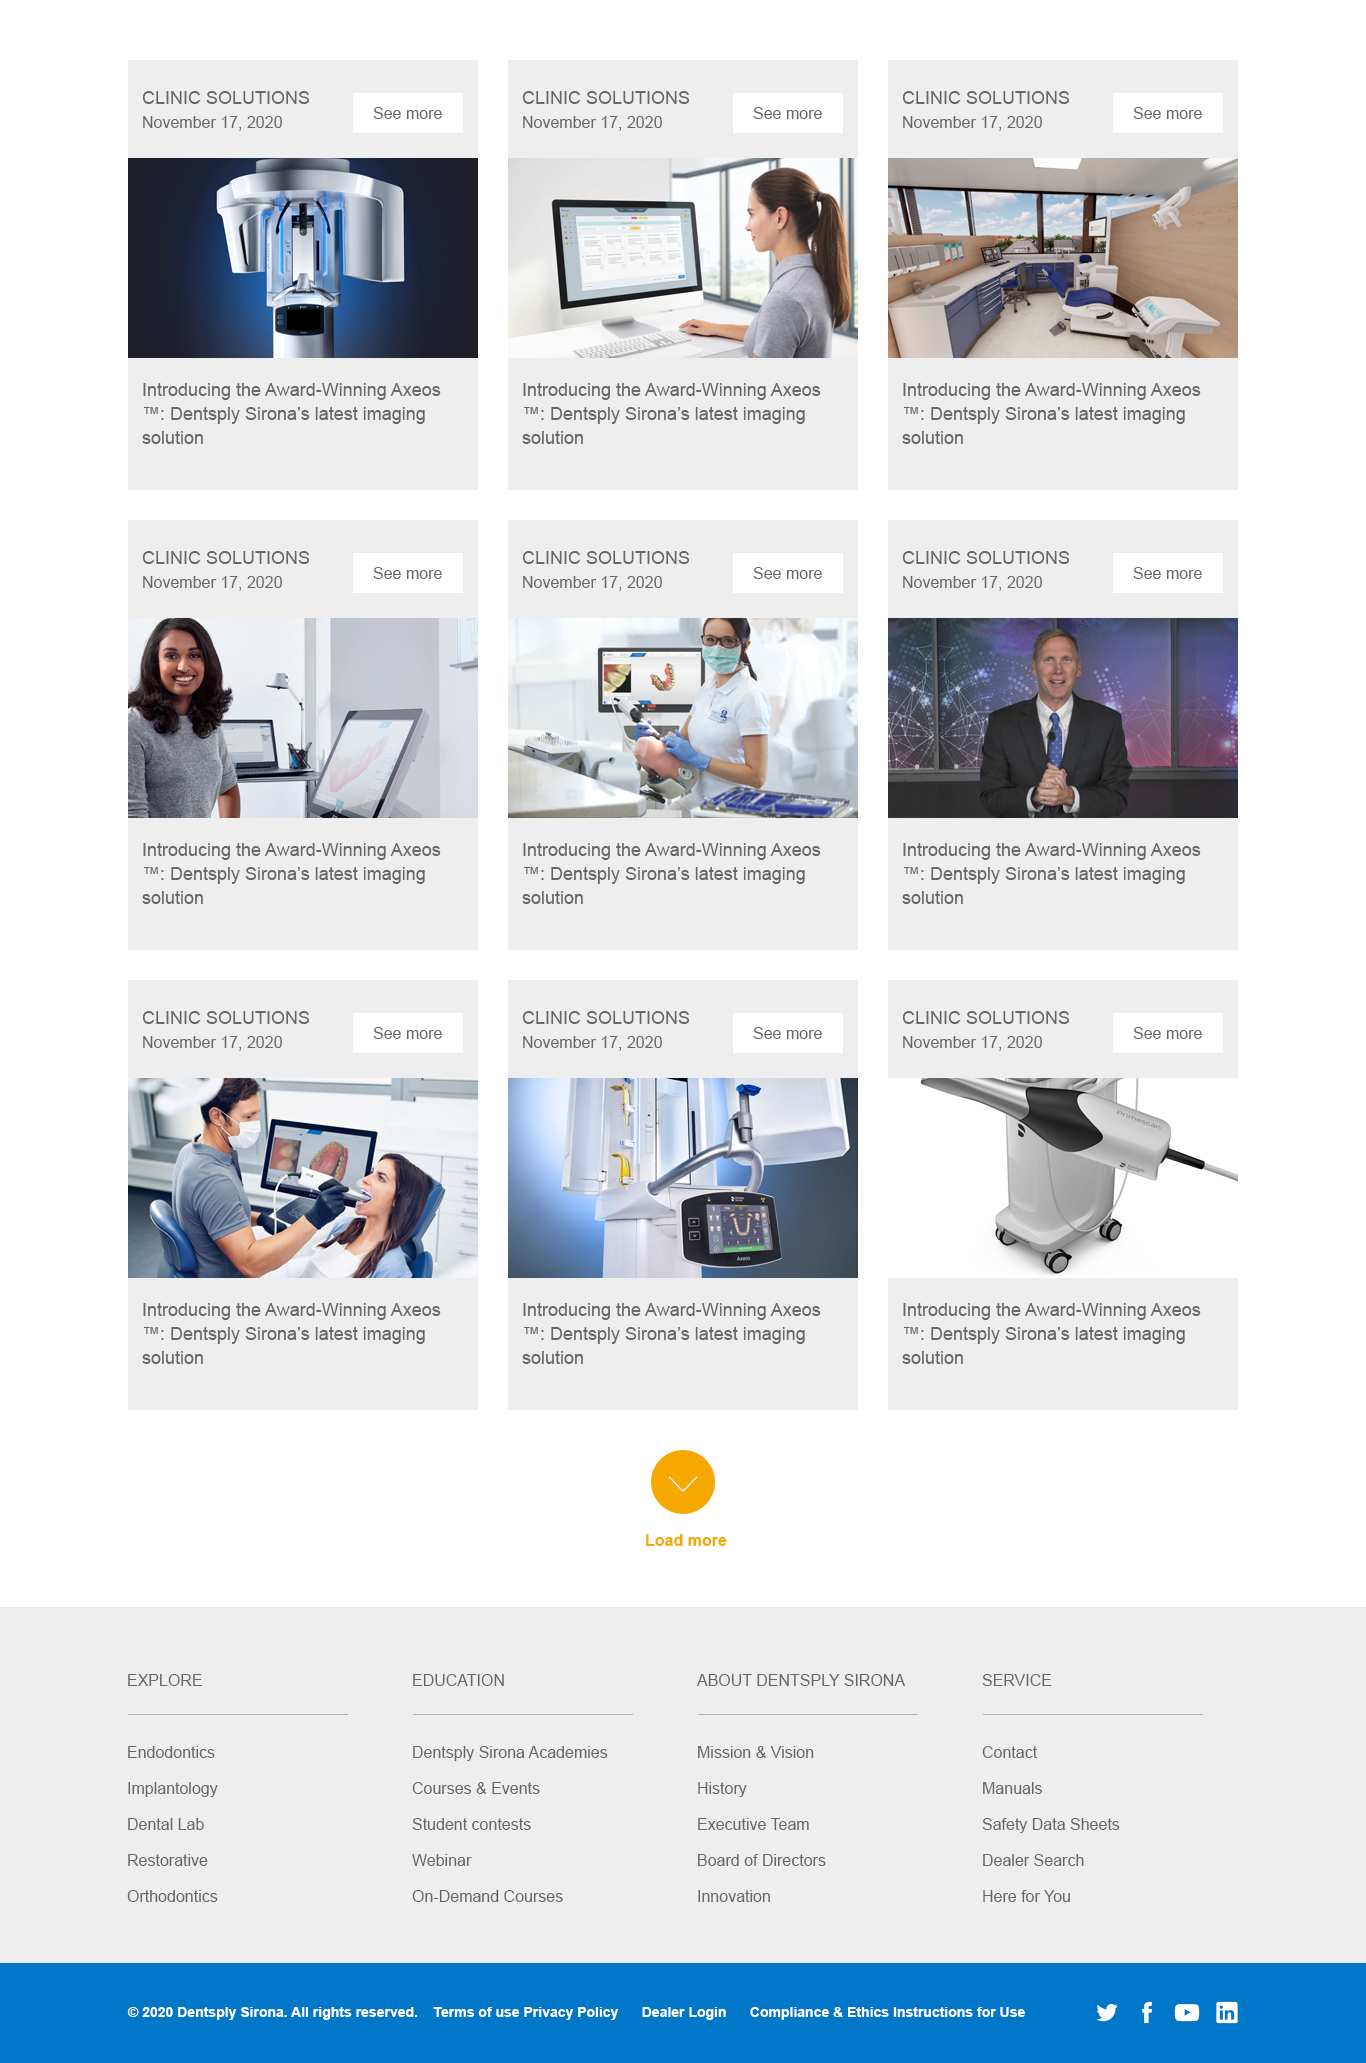 CLINIC SOLUTIONS
November 17, 2020
See more
CLINIC SOLUTIONS
November 17, 2020
See more
CLINIC SOLUTIONS
November 17, 2020
See more
Introducing the Award-Winning Axeos
™: Dentsply Sirona’s latest imaging
solution
Introducing the Award-Winning Axeos
™: Dentsply Sirona’s latest imaging
solution
Introducing the Award-Winning Axeos
™: Dentsply Sirona’s latest imaging
solution
CLINIC SOLUTIONS
November 17, 2020
See more
CLINIC SOLUTIONS
November 17, 2020
See more
CLINIC SOLUTIONS
November 17, 2020
See more
Introducing the Award-Winning Axeos
™: Dentsply Sirona’s latest imaging
solution
Introducing the Award-Winning Axeos
™: Dentsply Sirona’s latest imaging
solution
Introducing the Award-Winning Axeos
™: Dentsply Sirona’s latest imaging
solution
CLINIC SOLUTIONS
November 17, 2020
See more
CLINIC SOLUTIONS
November 17, 2020
See more
CLINIC SOLUTIONS
November 17, 2020
See more
Axeos
Primescan
Introducing the Award-Winning Axeos
™: Dentsply Sirona’s latest imaging
solution
Introducing the Award-Winning Axeos
™: Dentsply Sirona’s latest imaging
solution
Introducing the Award-Winning Axeos
™: Dentsply Sirona’s latest imaging
solution
Load more
EXPLORE
Endodontics
Implantology
Dental Lab
Restorative
Orthodontics
EDUCATION
Dentsply Sirona Academies
Courses & Events
Student contests
Webinar
On-Demand Courses
ABOUT DENTSPLY SIRONA
Mission & Vision
History
Executive Team
Board of Directors
Innovation
SERVICE
Contact
Manuals
Safety Data Sheets
Dealer Search
Here for You
© 2020 Dentsply Sirona. All rights reserved. Terms of use Privacy Policy Dealer Login Compliance & Ethics Instructions for Use